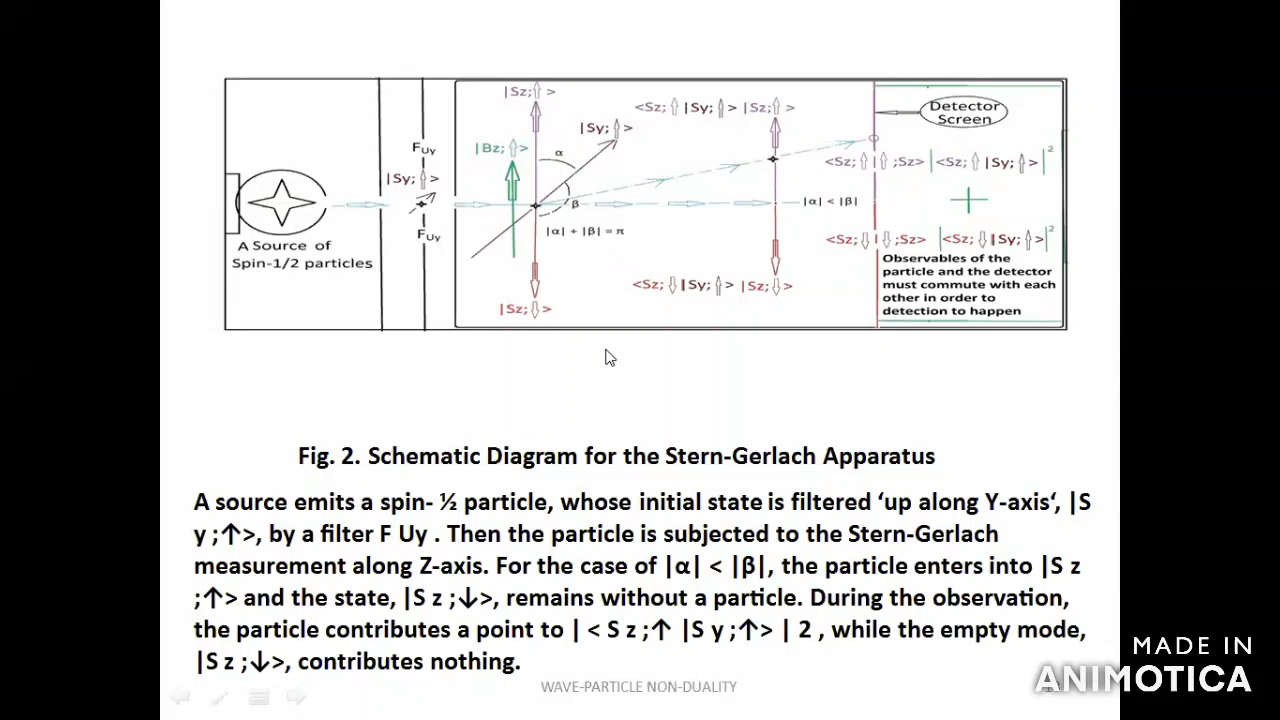 |Sz;⇧>
<Sz;⇧|Sy;⇧> |Sz;⇧>
Detector
Screen
|Sy;⇧>
FUy
|Bz;⇧>
α
<Sz;⇧|⇧;Sz> |<Sz;⇧|Sy;⇧>|²
|Sy;⇧>
β
|α| < |β|
FUy
|α| + |β| = π
+
<Sz;⇩|⇩;Sz> |<Sz;⇩|Sy;⇧>|²
A Source of
Spin-1/2 particles
Observables of the
particle and the detector
must commute with each
other in order to
detection to happen
<Sz;⇩|Sy;⇧> |Sz;⇩>
|Sz;⇩>
Fig. 2. Schematic Diagram for the Stern-Gerlach Apparatus
A source emits a spin- ½ particle, whose initial state is filtered ‘up along Y-axis‘, |S
y ;↑>, by a filter F Uy . Then the particle is subjected to the Stern-Gerlach
measurement along Z-axis. For the case of |α| < |β|, the particle enters into |S z
;↑> and the state, |S z ;↓>, remains without a particle. During the observation,
the particle contributes a point to | < S z ;↑ |S y ;↑> | 2 , while the empty mode,
|S z ;↓>, contributes nothing.
WAVE-PARTICLE NON-DUALITY
MADE IN
ANIMOTICA